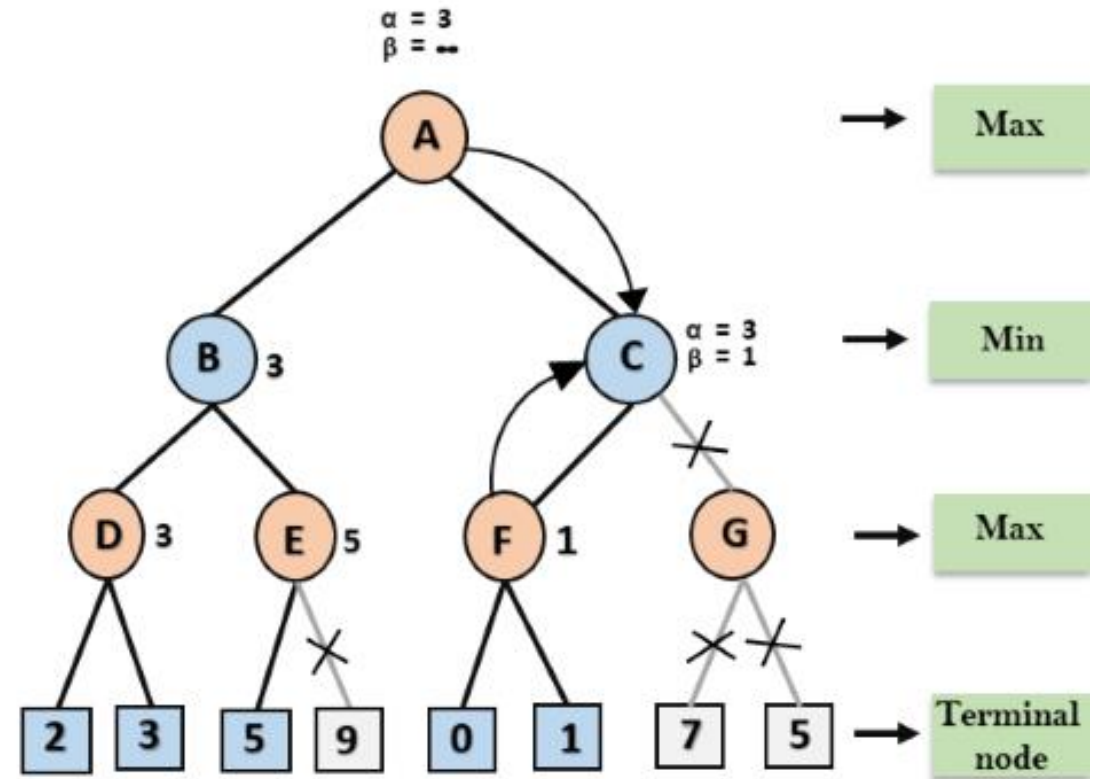 α = 3
β = ∞
A
Max
B
3
C
α = 3
β = 1
Min
D
3
E
5
F
1
G
Max
2
3
5
9
0
1
7
5
Terminal
node